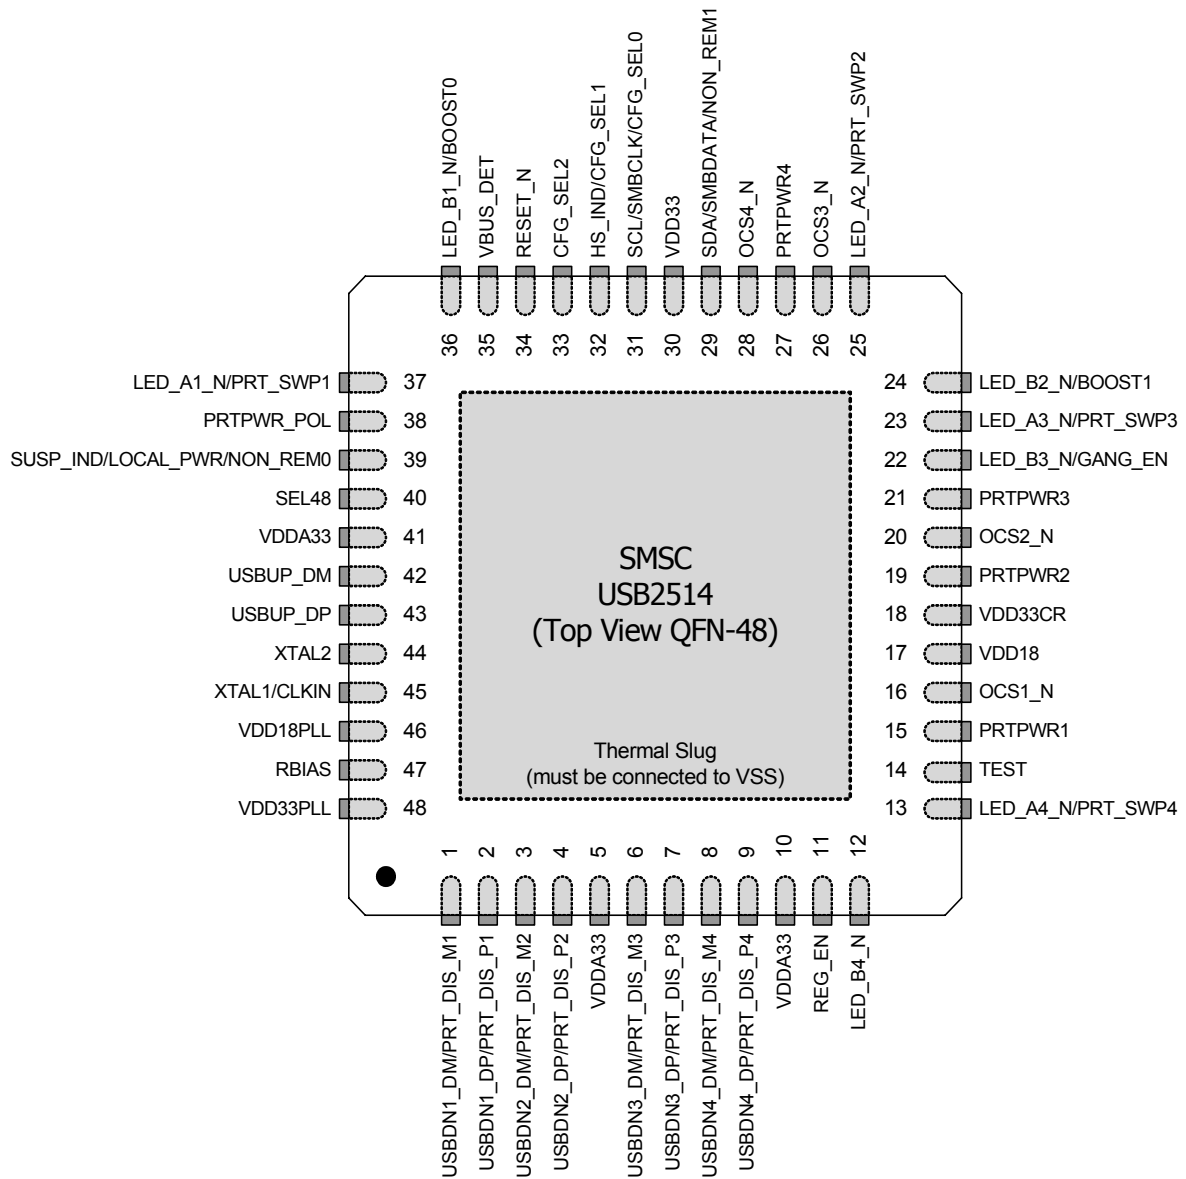 LED_B1_N/BOOST0
VBUS_DET
RESET_N
CFG_SEL2
HS_IND/CFG_SEL1
SCL/SMBCLK/CFG_SEL0
VDD33
SDA/SMBDATA/NON_REM1
OCS4_N
PRTPWR4
OCS3_N
LED_A2_N/PRT_SWP2
36
35
34
33
32
31
30
29
28
27
26
25
LED_A1_N/PRT_SWP1 37
PRTPWR_POL 38
SUSP_IND/LOCAL_PWR/NON_REM0 39
SEL48 40
VDDA33 41
USBUP_DM 42
USBUP_DP 43
XTAL2 44
XTAL1/CLKIN 45
VDD18PLL 46
RBIAS 47
VDD33PLL 48
SMSC
USB2514
(Top View QFN-48)
Thermal Slug
(must be connected to VSS)
24 LED_B2_N/BOOST1
23 LED_A3_N/PRT_SWP3
22 LED_B3_N/GANG_EN
21 PRTPWR3
20 OCS2_N
19 PRTPWR2
18 VDD33CR
17 VDD18
16 OCS1_N
15 PRTPWR1
14 TEST
13 LED_A4_N/PRT_SWP4
1
2
3
4
5
6
7
8
9
10
11
12
USBDN1_DM/PRT_DIS_M1
USBDN1_DP/PRT_DIS_P1
USBDN2_DM/PRT_DIS_M2
USBDN2_DP/PRT_DIS_P2
VDDA33
USBDN3_DM/PRT_DIS_M3
USBDN3_DP/PRT_DIS_P3
USBDN4_DM/PRT_DIS_M4
USBDN4_DP/PRT_DIS_P4
VDDA33
REG_EN
LED_B4_N